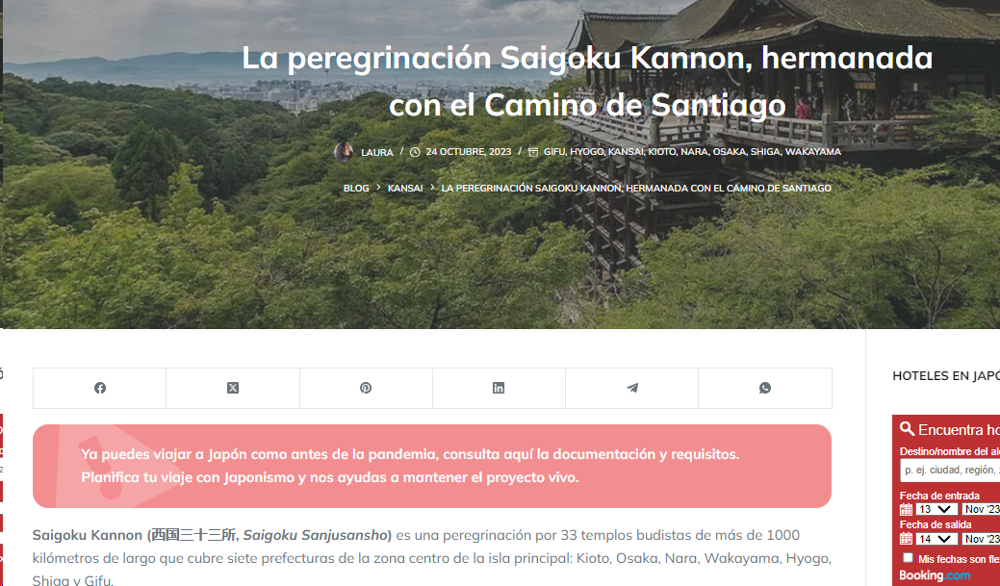 La peregrinación Saigoku Kannon, hermanada
con el Camino de Santiago
LAURA / 24 OCTUBRE, 2023 / GIFU, HYOGO, KANSAI, KIOTO, NARA, OSAKA, SHIGA, WAKAYAMA
BLOG > KANSAI > LA PEREGRINACIÓN SAIGOKU KANNON, HERMANADA CON EL CAMINO DE SANTIAGO
Ya puedes viajar a Japón como antes de la pandemia, consulta aquí la documentación y requisitos.
Planifica tu viaje con Japonismo y nos ayudas a mantener el proyecto vivo.
Saigoku Kannon (西国三十三所, Saigoku Sanjusansho) es una peregrinación por 33 templos budistas de más de 1000
kilómetros de largo que cubre siete prefecturas de la zona centro de la isla principal: Kioto, Osaka, Nara, Wakayama, Hyogo,
Shiga y Gifu.
HOTELES EN JAPÓ
Encuentra ho
Destino/nombre del al
p. ej. ciudad, región,
Fecha de entrada
13 Nov '23
Fecha de salida
14 Nov '23
Mis fechas son fle
Booking.com